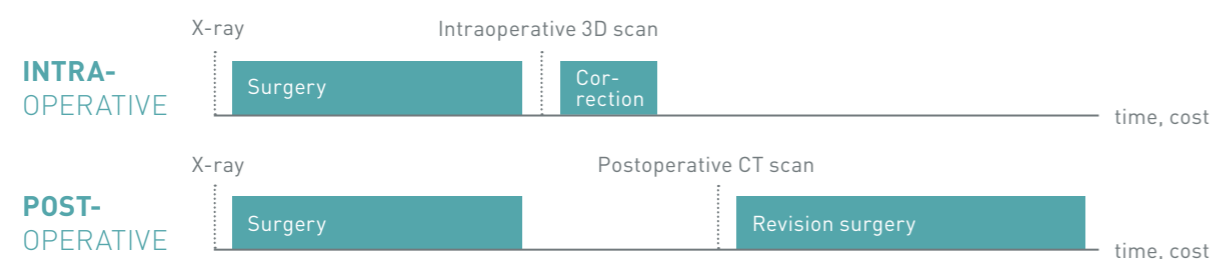 X-ray
Intraoperative 3D scan
INTRA-
OPERATIVE
Surgery
Cor-
rection
time, cost
X-ray
Postoperative CT scan
POST-
OPERATIVE
Surgery
Revision surgery
time, cost